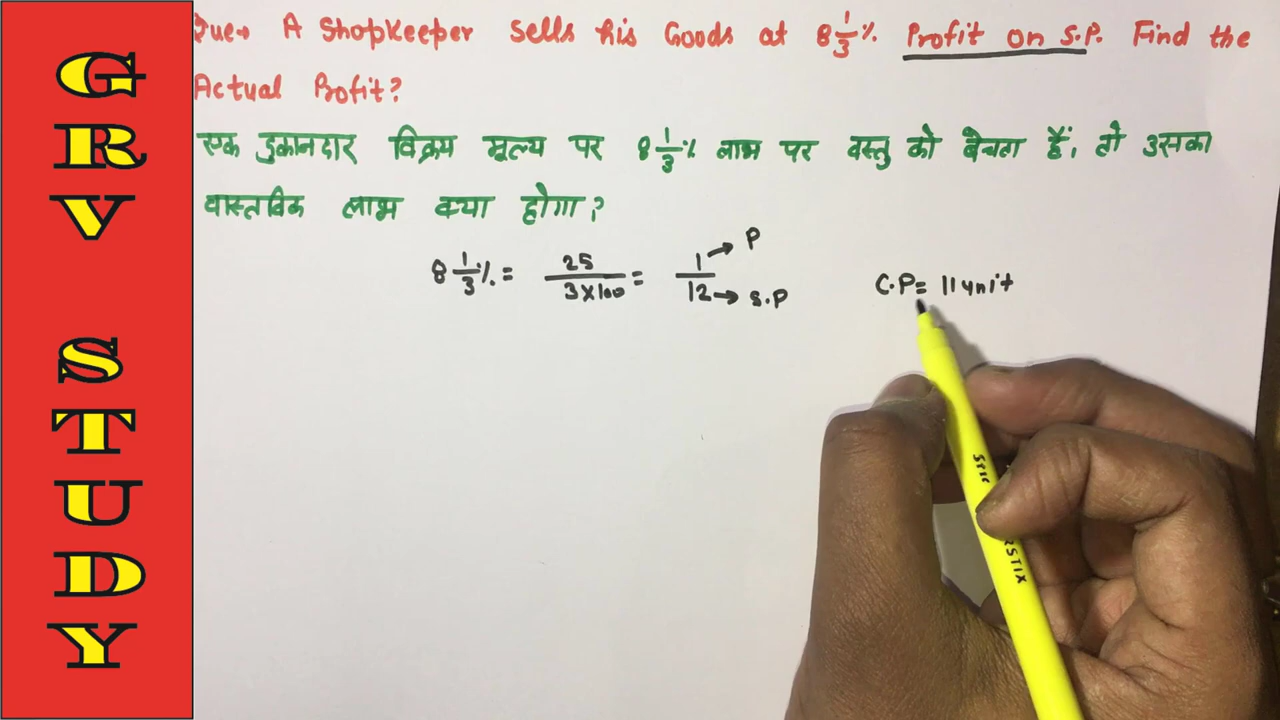 GRV STUDY
Que→ A Shopkeeper Sells his Goods at 8 1/3 % Profit on S.P. Find the
Actual Profit?
एक दुकानदार विक्रय मूल्य पर 8 1/3 % लाभ पर वस्तु को बेचता है, तो उसका
वास्तविक लाभ क्या होगा?
8 1/3 % = 25/(3×100) = 1/12 → P → S.P
C.P = 11 unit
STIX